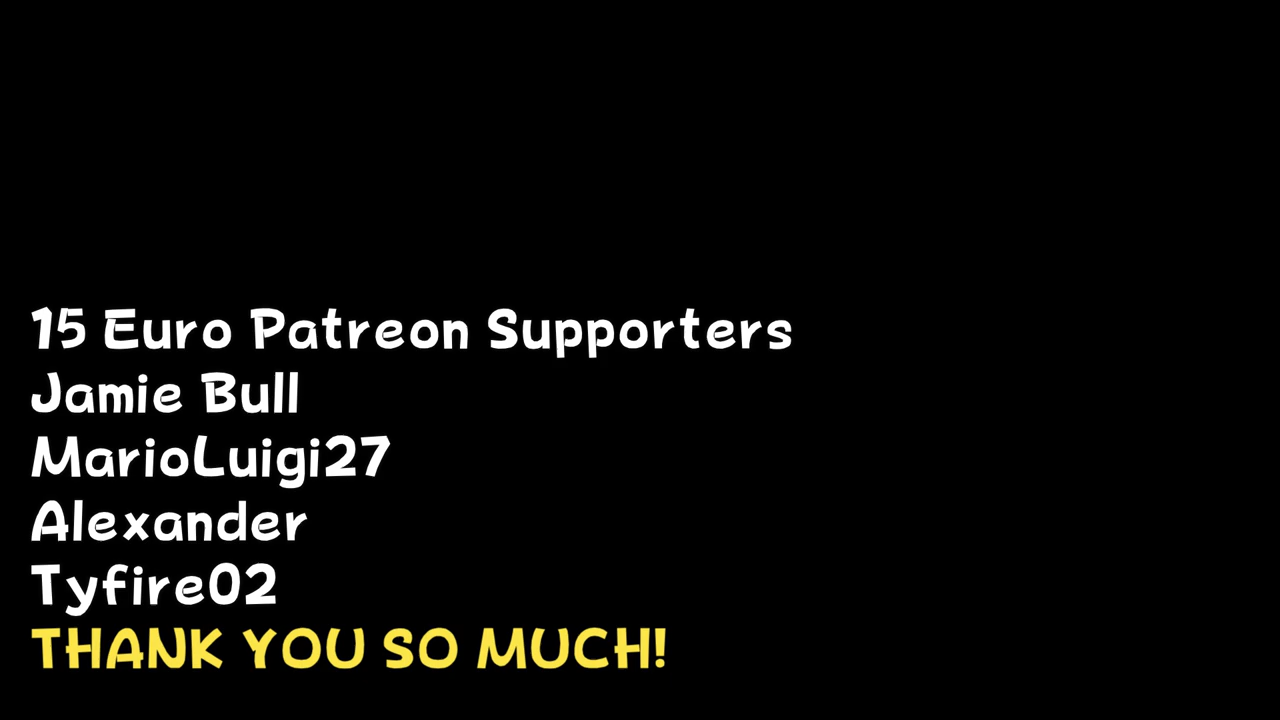 15 Euro Patreon Supporters
Jamie Bull
MarioLuigi27
Alexander
Tyfire02
THANK YOU SO MUCH!